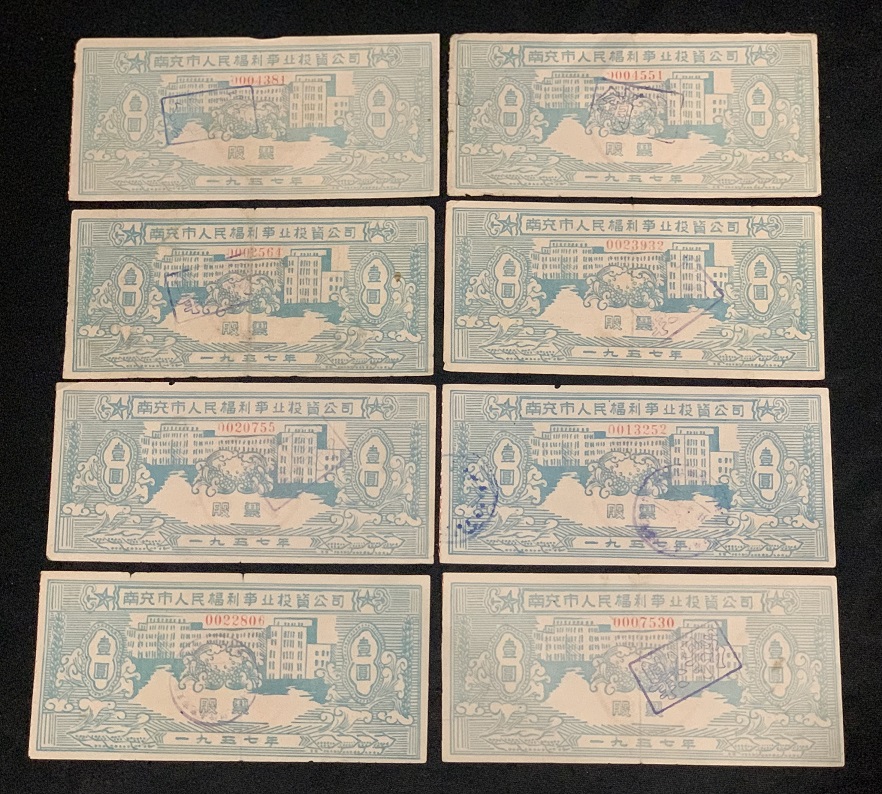 南充市人民福利事业投資公司
0004381
壹圓
壹圓
股票
一九五七年
南充市人民福利事业投資公司
0004551
壹圓
壹圓
股票
一九五七年
南充市人民福利事业投資公司
0002564
壹圓
壹圓
股票
一九五七年
南充市人民福利事业投資公司
0023932
壹圓
壹圓
股票
一九五七年
南充市人民福利事业投資公司
0020755
壹圓
壹圓
股票
一九五七年
南充市人民福利事业投資公司
0013252
壹圓
壹圓
股票
一九五七年
南充市人民福利事业投資公司
0022806
壹圓
壹圓
股票
一九五七年
南充市人民福利事业投資公司
0007530
壹圓
壹圓
股票
一九五七年